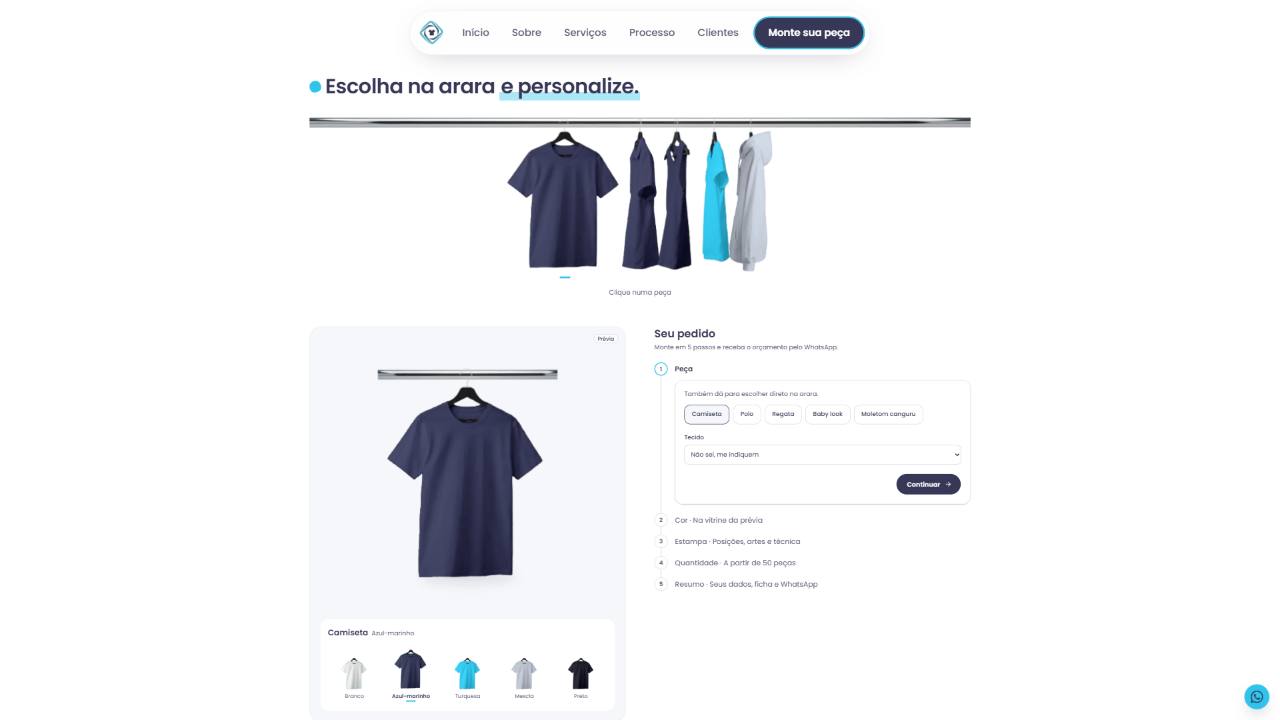 Início Sobre Serviços Processo Clientes Monte sua peça
Escolha na arara e personalize.
Clique numa peça
Prévia
Camiseta Azul-marinho
Branco Azul-marinho Turquesa Mescla Preto
Seu pedido
Monte em 5 passos e receba o orçamento pelo WhatsApp.
1 Peça
Também dá para escolher direto na arara.
Camiseta Polo Regata Baby look Moletom canguru
Tecido
Não sei, me indiquem
Continuar →
2 Cor · Na vitrine da prévia
3 Estampa · Posições, artes e técnica
4 Quantidade · A partir de 50 peças
5 Resumo · Seus dados, ficha e WhatsApp